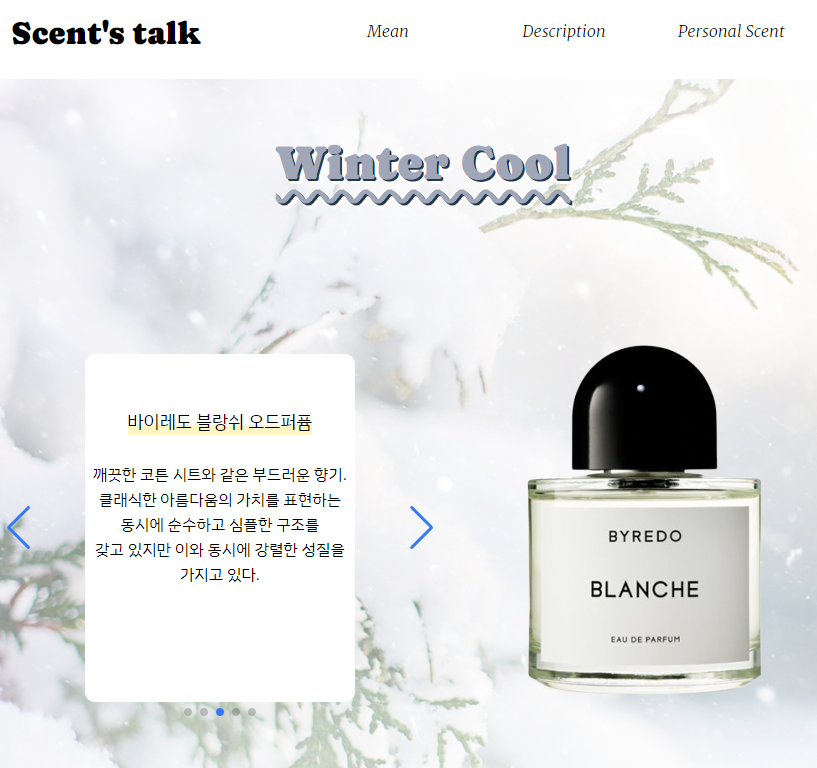 Scent's talk
Mean
Description
Personal Scent
Winter Cool
바이레도 블랑쉬 오드퍼퓸
깨끗한 코튼 시트와 같은 부드러운 향기.
클래식한 아름다움의 가치를 표현하는
동시에 순수하고 심플한 구조를
갖고 있지만 이와 동시에 강렬한 성질을
가지고 있다.
BYREDO
BLANCHE
EAU DE PARFUM